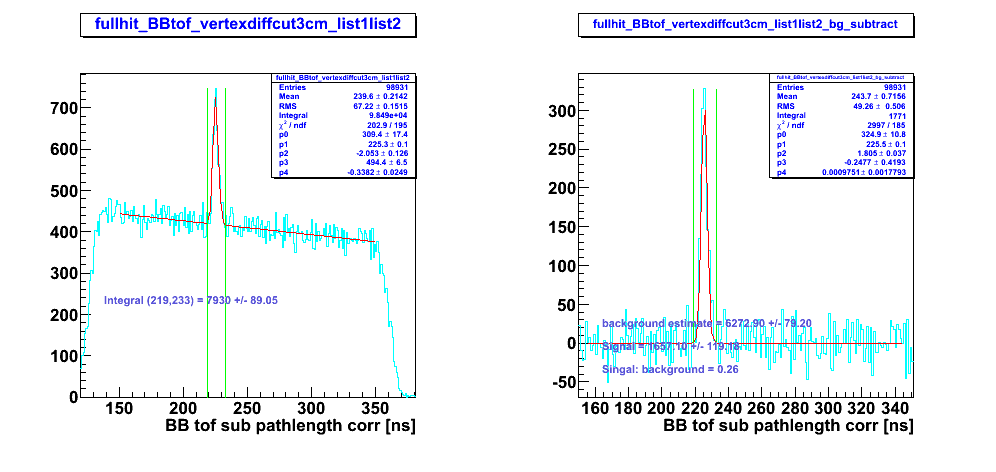 fullhit_BBtof_vertexdiffcut3cm_list1list2
fullhit_BBtof_vertexdiffcut3cm_list1list2
Entries 98931
Mean 239.6 ± 0.2142
RMS 67.22 ± 0.1515
Integral 9.849e+04
χ² / ndf 202.9 / 195
p0 309.4 ± 17.4
p1 225.3 ± 0.1
p2 -2.053 ± 0.126
p3 494.4 ± 6.5
p4 -0.3382 ± 0.0249
700
600
500
400
300
200
100
0
Integral (219,233) = 7930 +/- 89.05
150 200 250 300 350
BB tof sub pathlength corr [ns]
fullhit_BBtof_vertexdiffcut3cm_list1list2_bg_subtract
fullhit_BBtof_vertexdiffcut3cm_list1list2_bg_subtract
Entries 98931
Mean 243.7 ± 0.7156
RMS 49.26 ± 0.506
Integral 1771
χ² / ndf 2997 / 185
p0 324.9 ± 10.8
p1 225.5 ± 0.1
p2 1.805 ± 0.037
p3 -0.2477 ± 0.4193
p4 0.0009751 ± 0.0017793
300
250
200
150
100
50
0
-50
background estimate = 6272.90 +/- 79.20
Signal = 1657.10 +/- 119.18
Singal: background = 0.26
160 180 200 220 240 260 280 300 320 340
BB tof sub pathlength corr [ns]